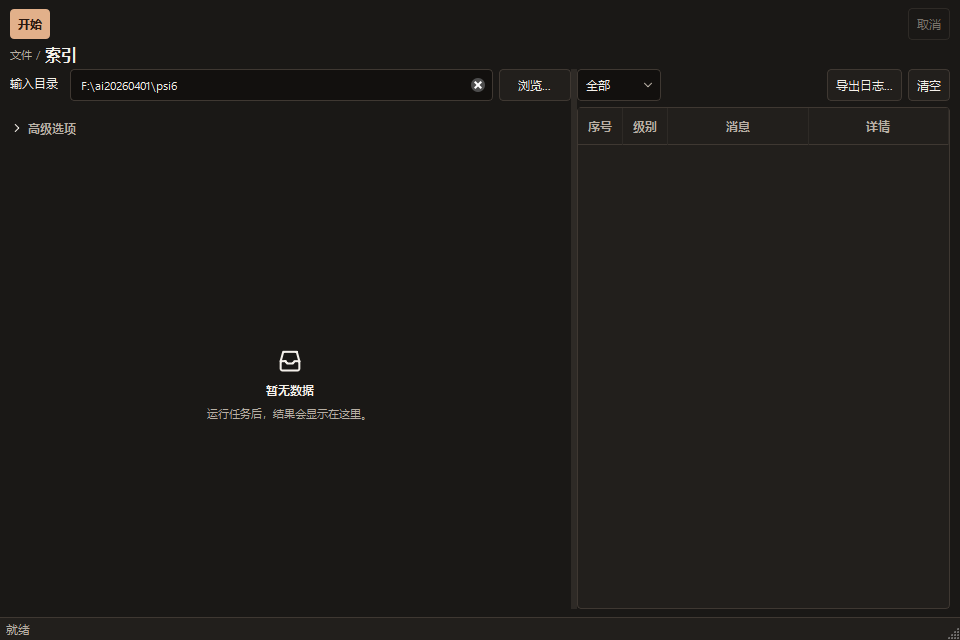 开始
取消
文件 / 索引
输入目录 F:\ai20260401\psi6 浏览... 全部 导出日志... 清空
高级选项
序号 级别 消息 详情
暂无数据
运行任务后，结果会显示在这里。
就绪